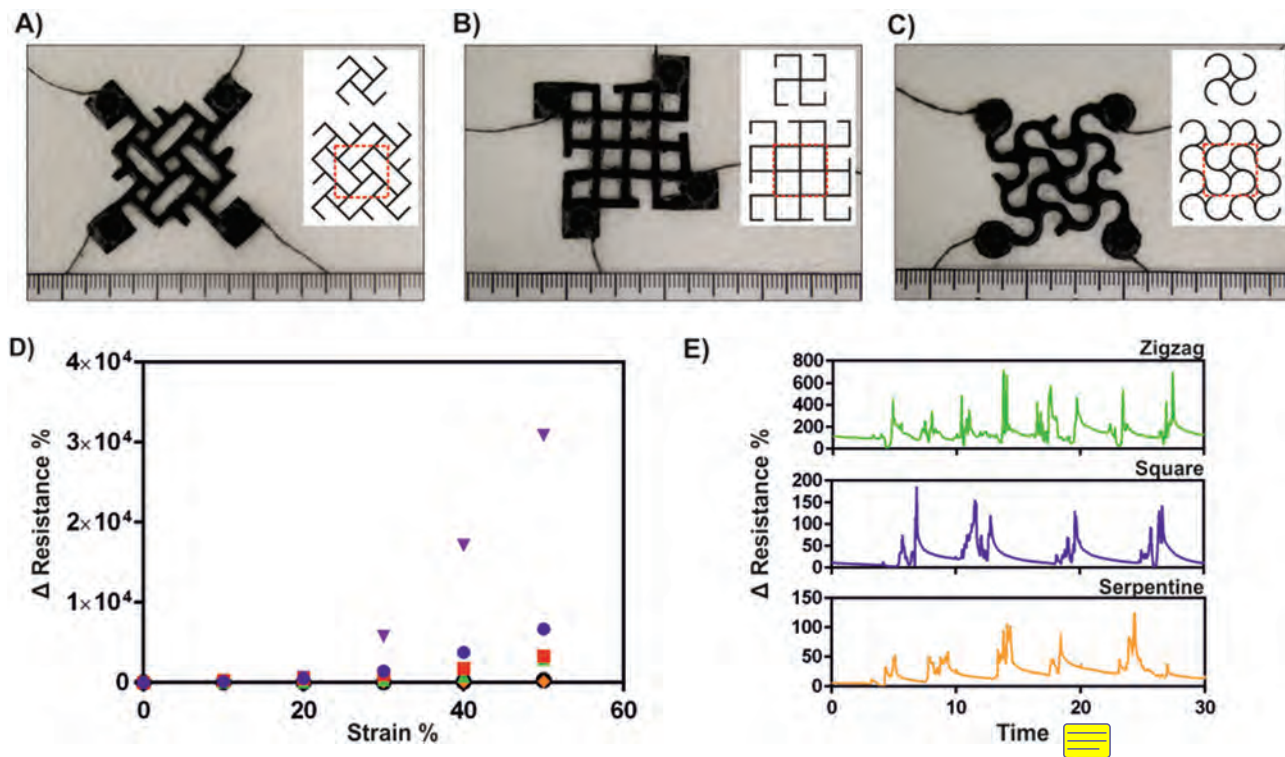 A)
B)
C)
D)
4×10⁴
3×10⁴
2×10⁴
1×10⁴
0
Δ Resistance %
0
20
40
60
Strain %
E)
Zigzag
800
600
400
200
0
Square
200
150
100
50
0
Serpentine
150
100
50
0
Δ Resistance %
0
10
20
30
Time